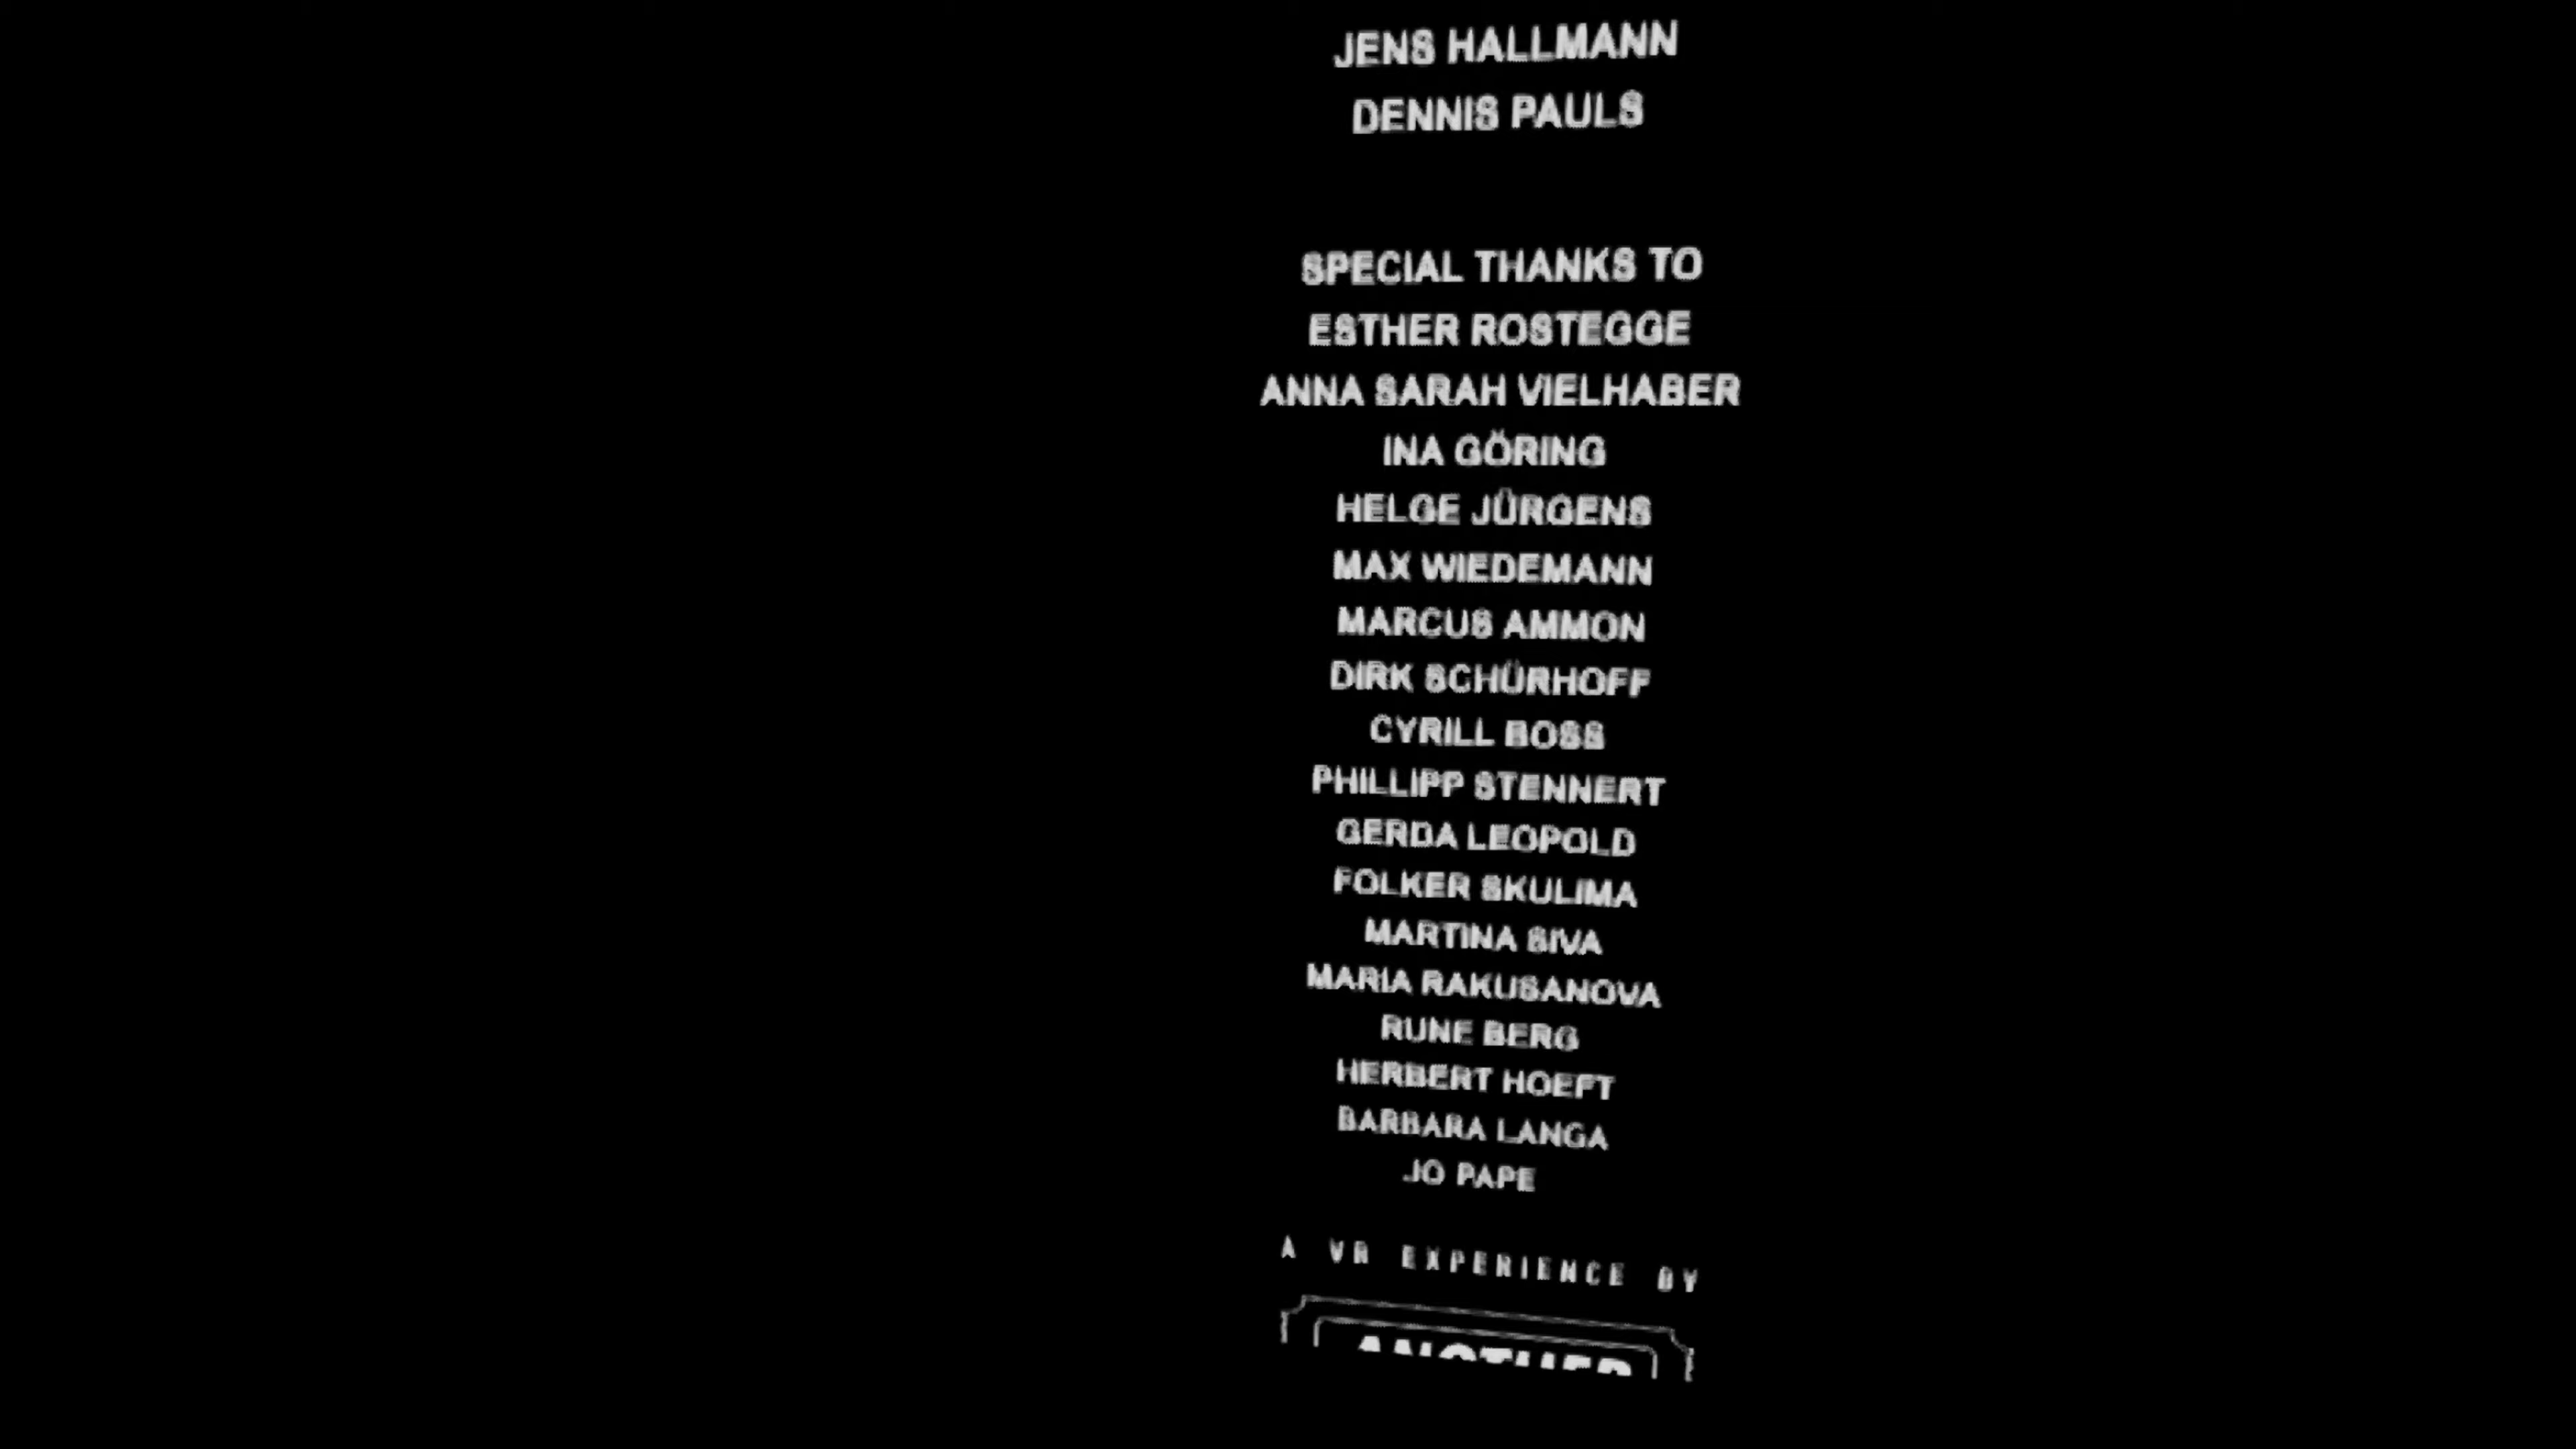 JENS HALLMANN
DENNIS PAULS
SPECIAL THANKS TO
ESTHER ROSTEGGE
ANNA SARAH VIELHABER
INA GÖRING
HELGE JÜRGENS
MAX WIEDEMANN
MARCUS AMMON
DIRK SCHÜRHOFF
CYRILL BOSS
PHILLIPP STENNERT
GERDA LEOPOLD
FOLKER SKULIMA
MARTINA SIVA
MARIA RAKUSANOVA
RUNE BERG
HERBERT HOEFT
BARBARA LANGA
JO PAPE
A VR EXPERIENCE BY
ANOTHER